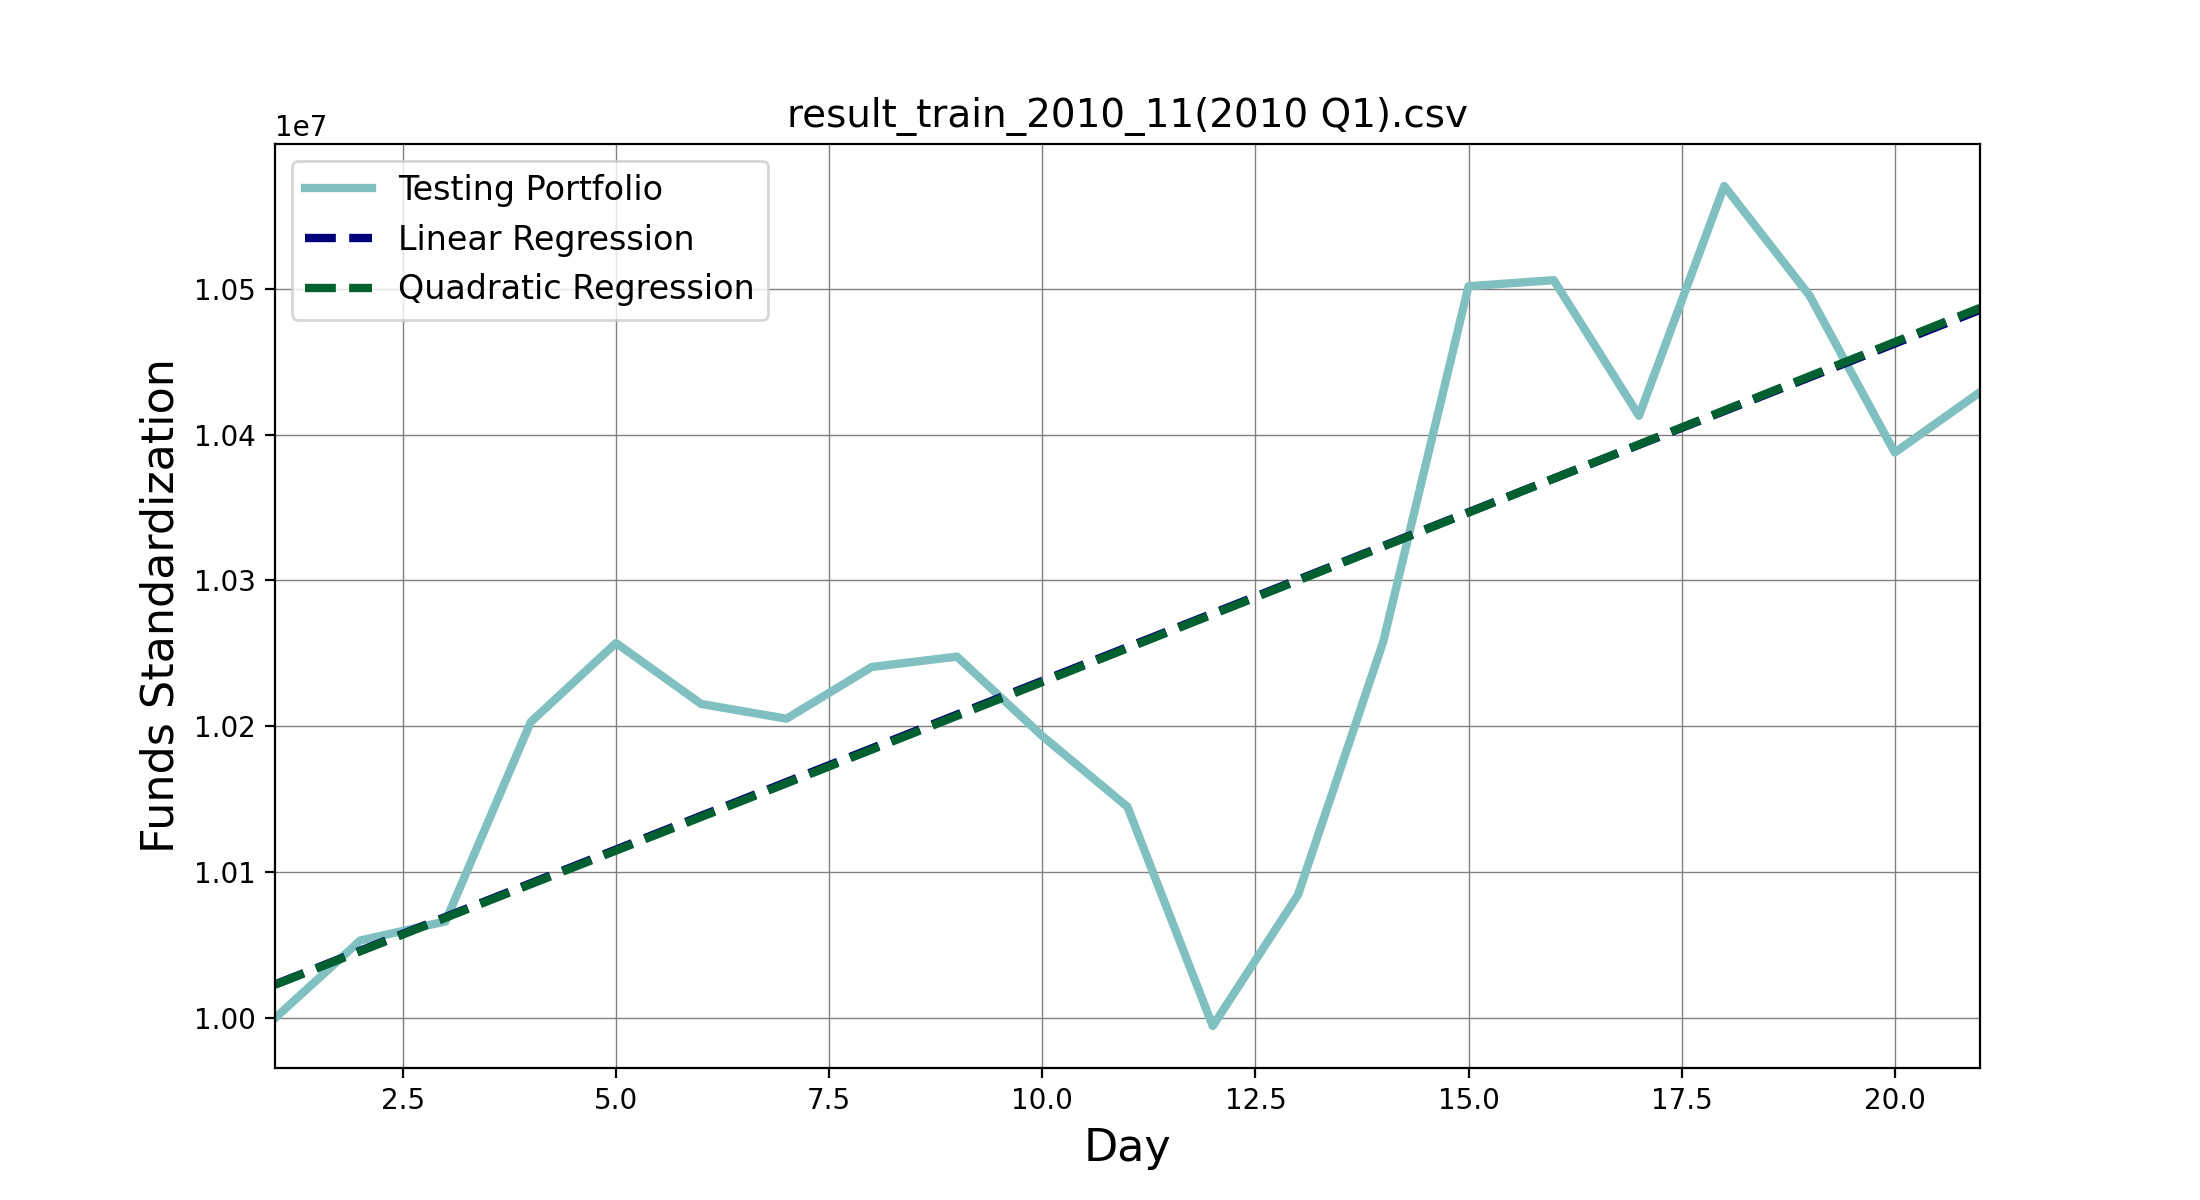 result_train_2010_11(2010 Q1).csv
1e7
Testing Portfolio
Linear Regression
Quadratic Regression
Funds Standardization
1.05
1.04
1.03
1.02
1.01
1.00
2.5 5.0 7.5 10.0 12.5 15.0 17.5 20.0
Day